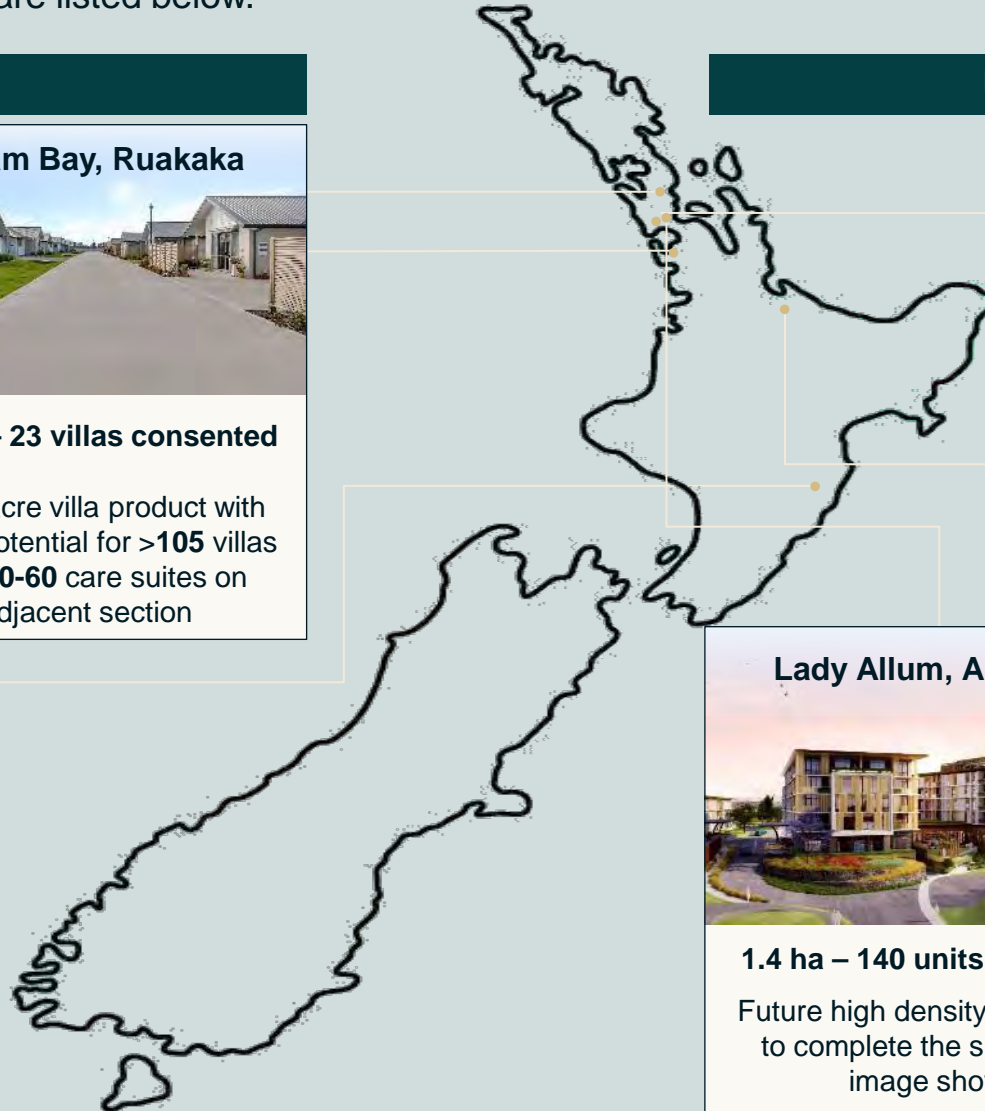 are listed below.
am Bay, Ruakaka
- 23 villas consented
cre villa product with
otential for >105 villas
0-60 care suites on
djacent section
Lady Allum, A
1.4 ha – 140 units
Future high density
to complete the s
image sho